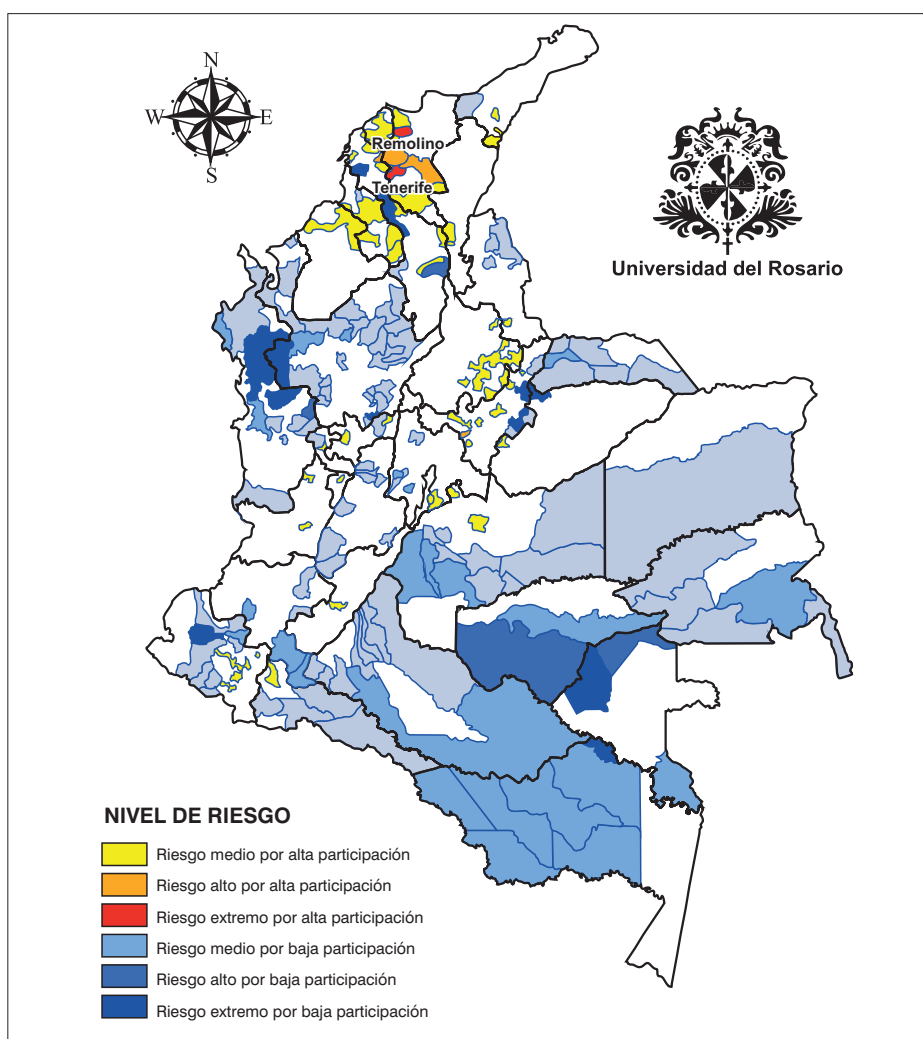 N
W E
S
Remolino
Tenerife
Universidad del Rosario
NIVEL DE RIESGO
Riesgo medio por alta participación
Riesgo alto por alta participación
Riesgo extremo por alta participación
Riesgo medio por baja participación
Riesgo alto por baja participación
Riesgo extremo por baja participación